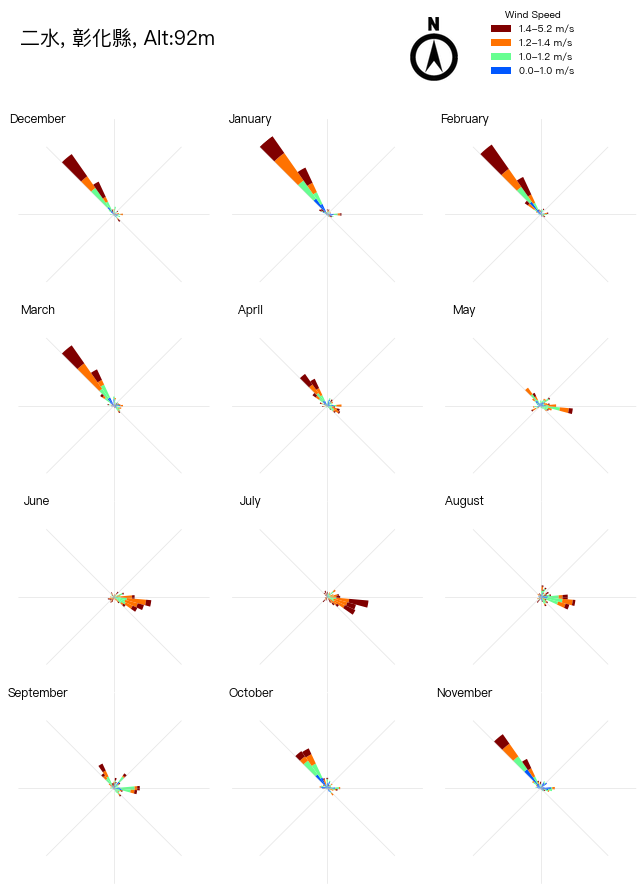 二水, 彰化縣, Alt:92m
N
Wind Speed
1.4–5.2 m/s
1.2–1.4 m/s
1.0–1.2 m/s
0.0–1.0 m/s
December
January
February
March
April
May
June
July
August
September
October
November